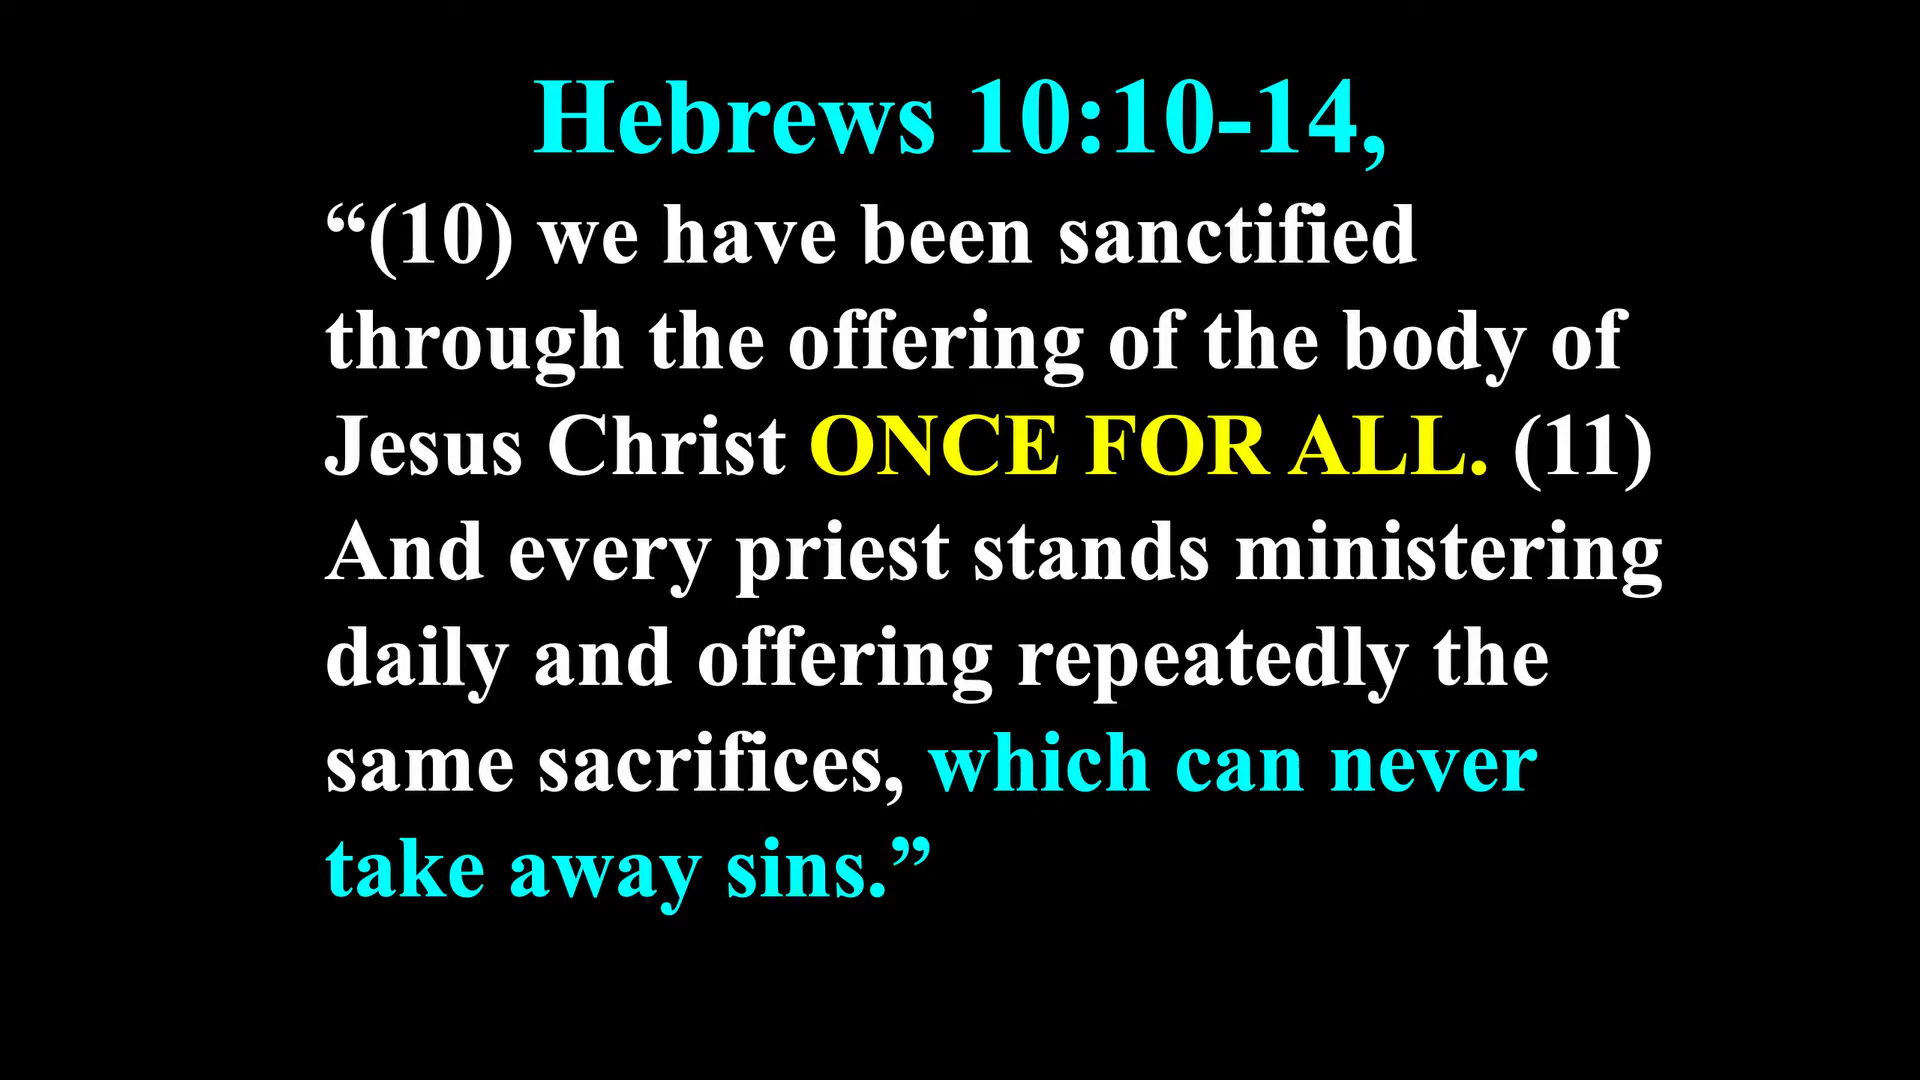 Hebrews 10:10-14,
“(10) we have been sanctified
through the offering of the body of
Jesus Christ ONCE FOR ALL. (11)
And every priest stands ministering
daily and offering repeatedly the
same sacrifices, which can never
take away sins.”